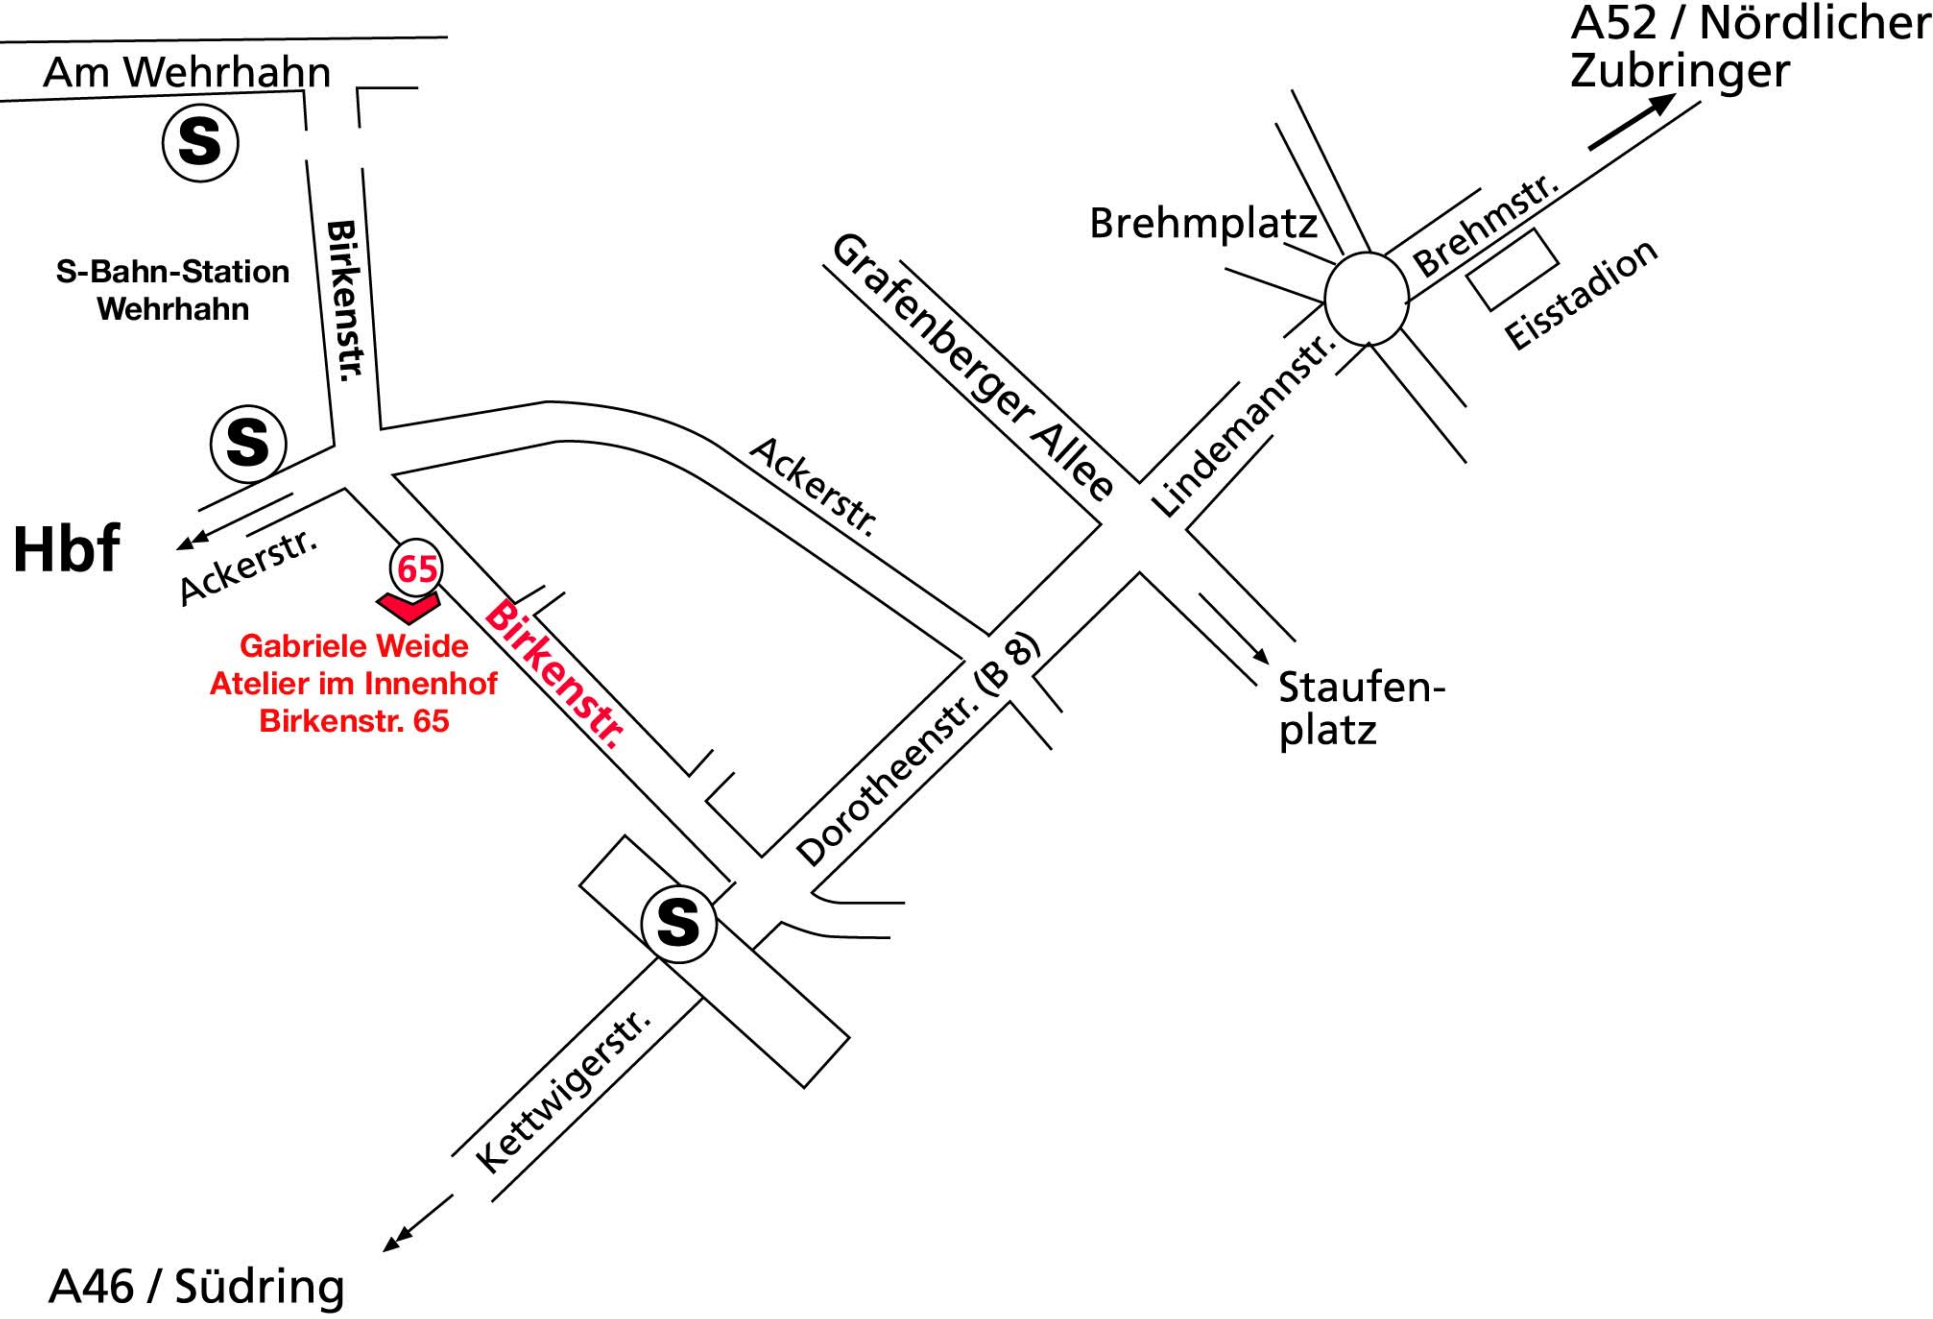 A52 / Nördlicher
Zubringer
Am Wehrhahn
S
Birkenstr.
S-Bahn-Station
Wehrhahn
Brehmplatz
Brehmstr.
Eisstadion
Grafenberger Allee
Lindemannstr.
S
Ackerstr.
Hbf
Ackerstr.
65
Gabriele Weide
Atelier im Innenhof
Birkenstr. 65
Birkenstr.
Dorotheenstr. (B 8)
Staufen-
platz
S
Kettwigerstr.
A46 / Südring